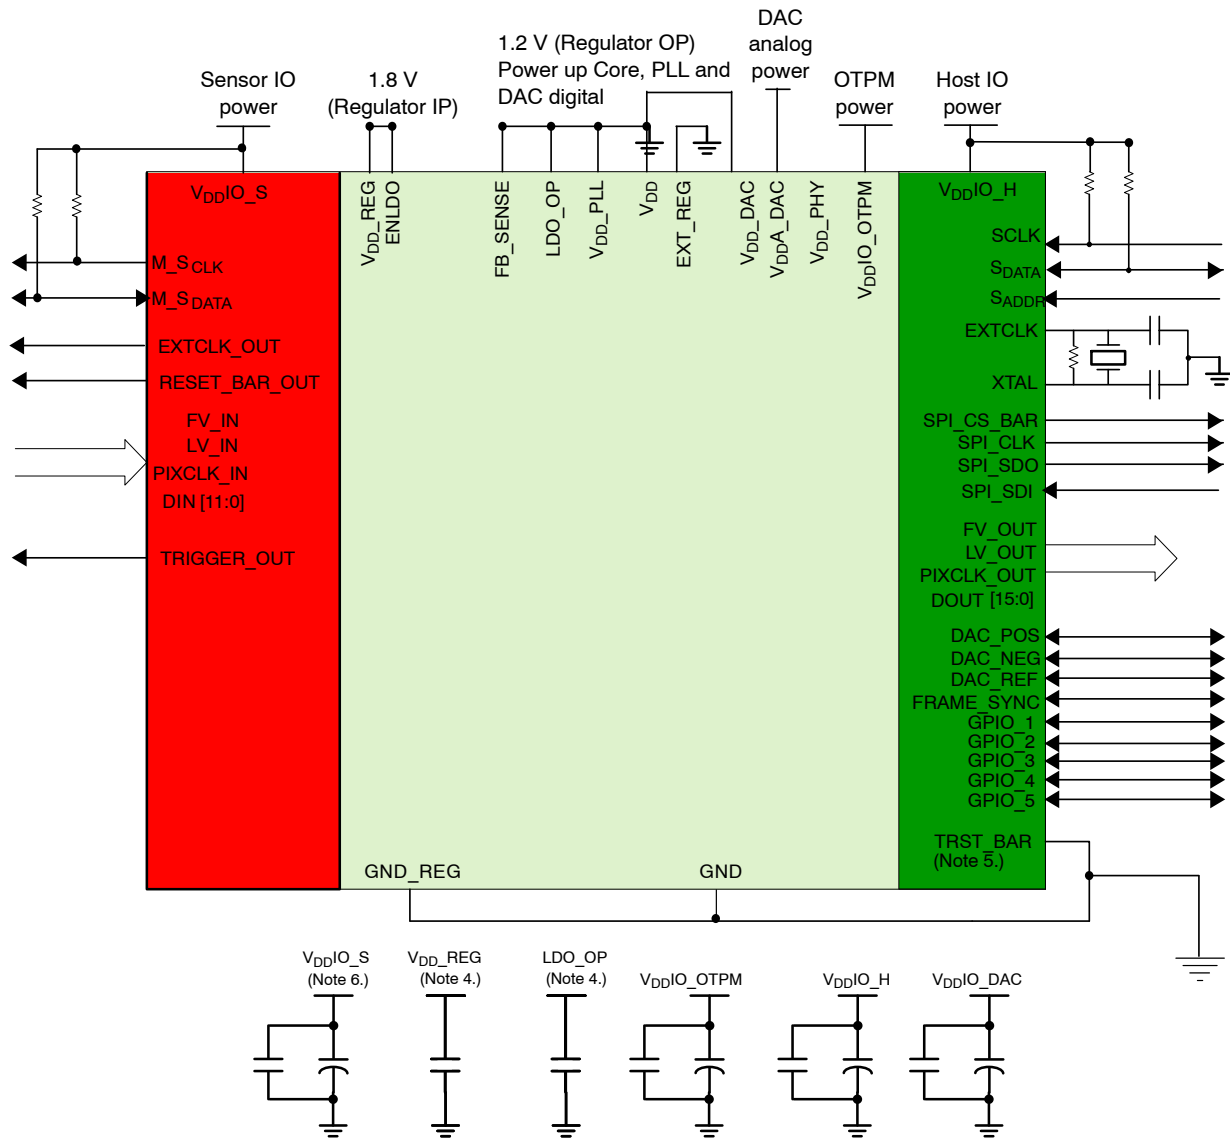 DAC
analog
power
1.2 V (Regulator OP)
Power up Core, PLL and
DAC digital
Sensor IO
power
1.8 V
(Regulator IP)
OTPM
power
Host IO
power
VDDIO_S
VDD_REG
ENLDO
FB_SENSE
LDO_OP
VDD_PLL
VDD
EXT_REG
VDD_DAC
VDDA_DAC
VDD_PHY
VDDIO_OTPM
VDDIO_H
M_SCLK
M_SDATA
EXTCLK_OUT
RESET_BAR_OUT
FV_IN
LV_IN
PIXCLK_IN
DIN [11:0]
TRIGGER_OUT
SCLK
SDATA
SADDR
EXTCLK
XTAL
SPI_CS_BAR
SPI_CLK
SPI_SDO
SPI_SDI
FV_OUT
LV_OUT
PIXCLK_OUT
DOUT [15:0]
DAC_POS
DAC_NEG
DAC_REF
FRAME_SYNC
GPIO_1
GPIO_2
GPIO_3
GPIO_4
GPIO_5
TRST_BAR
(Note 5.)
GND_REG
GND
VDDIO_S
(Note 6.)
VDD_REG
(Note 4.)
LDO_OP
(Note 4.)
VDDIO_OTPM
VDDIO_H
VDDIO_DAC